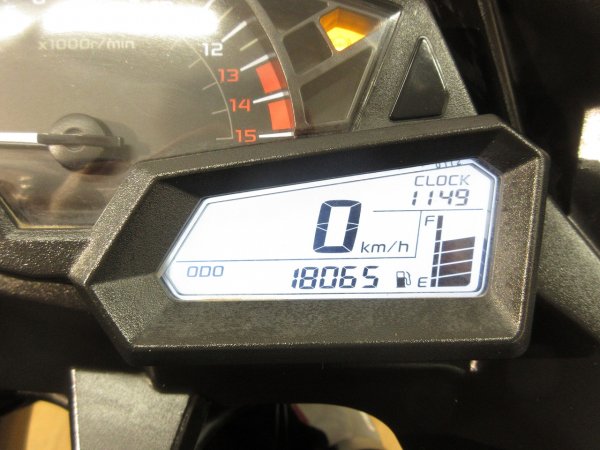 x1000r/min
12
13
14
15
CLOCK
1149
0 km/h
F
ODO 18065 E